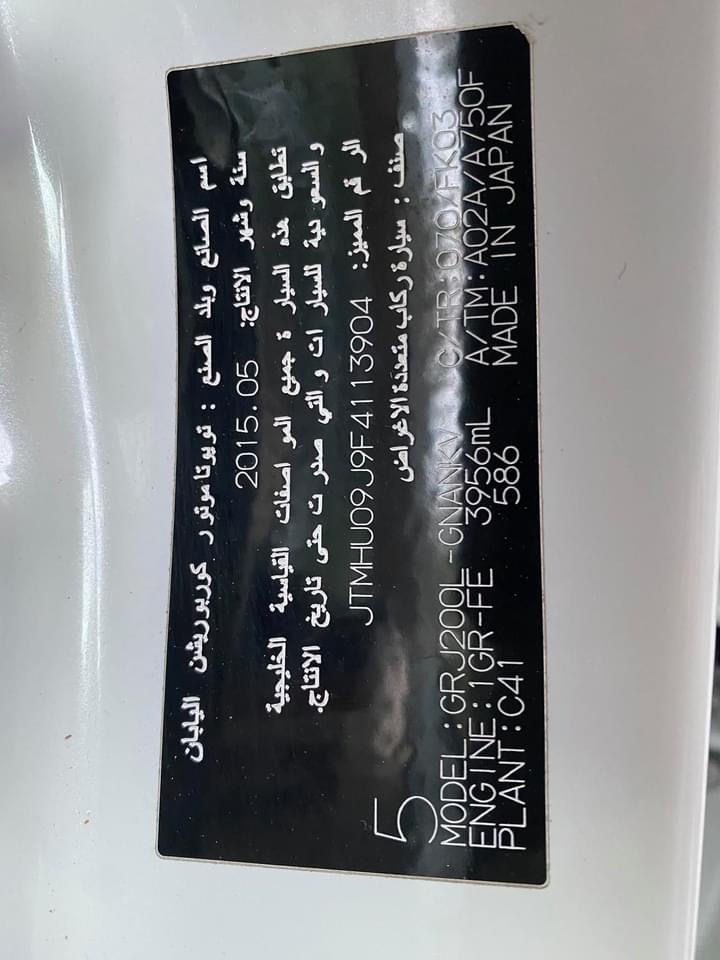 اسم الصانع وبلد الصنع : تويوتا موتور كوربوريشن اليابان
سنة وشهر الانتاج: 2015.05
تطابق هذه السيارة جميع المواصفات القياسية الخليجية
والسعودية للسيارات والتي صدرت حتى تاريخ الانتاج.
الرقم المميز: JTMHU09J9F4113904
صنف : سيارة ركاب متعددة الاغراض
5
MODEL:GRJ200L-GNANKV C/TR:070/FK03
ENGINE:1GR-FE 3956mL A/TM:A02A/A750F
PLANT:C41 586 MADE IN JAPAN